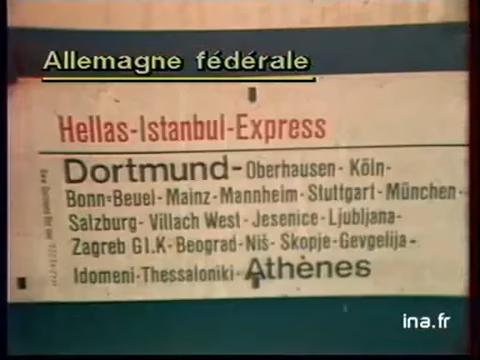 Allemagne fédérale
Hellas-Istanbul-Express
Dortmund-Oberhausen-Köln-
Bonn=Beuel-Mainz-Mannheim-Stuttgart-München-
Salzburg-Villach West-Jesenice-Ljubljana-
Zagreb Gl.K-Beograd-Niš-Skopje-Gevgelija-
Idomeni-Thessaloniki-Athènes
ina.fr